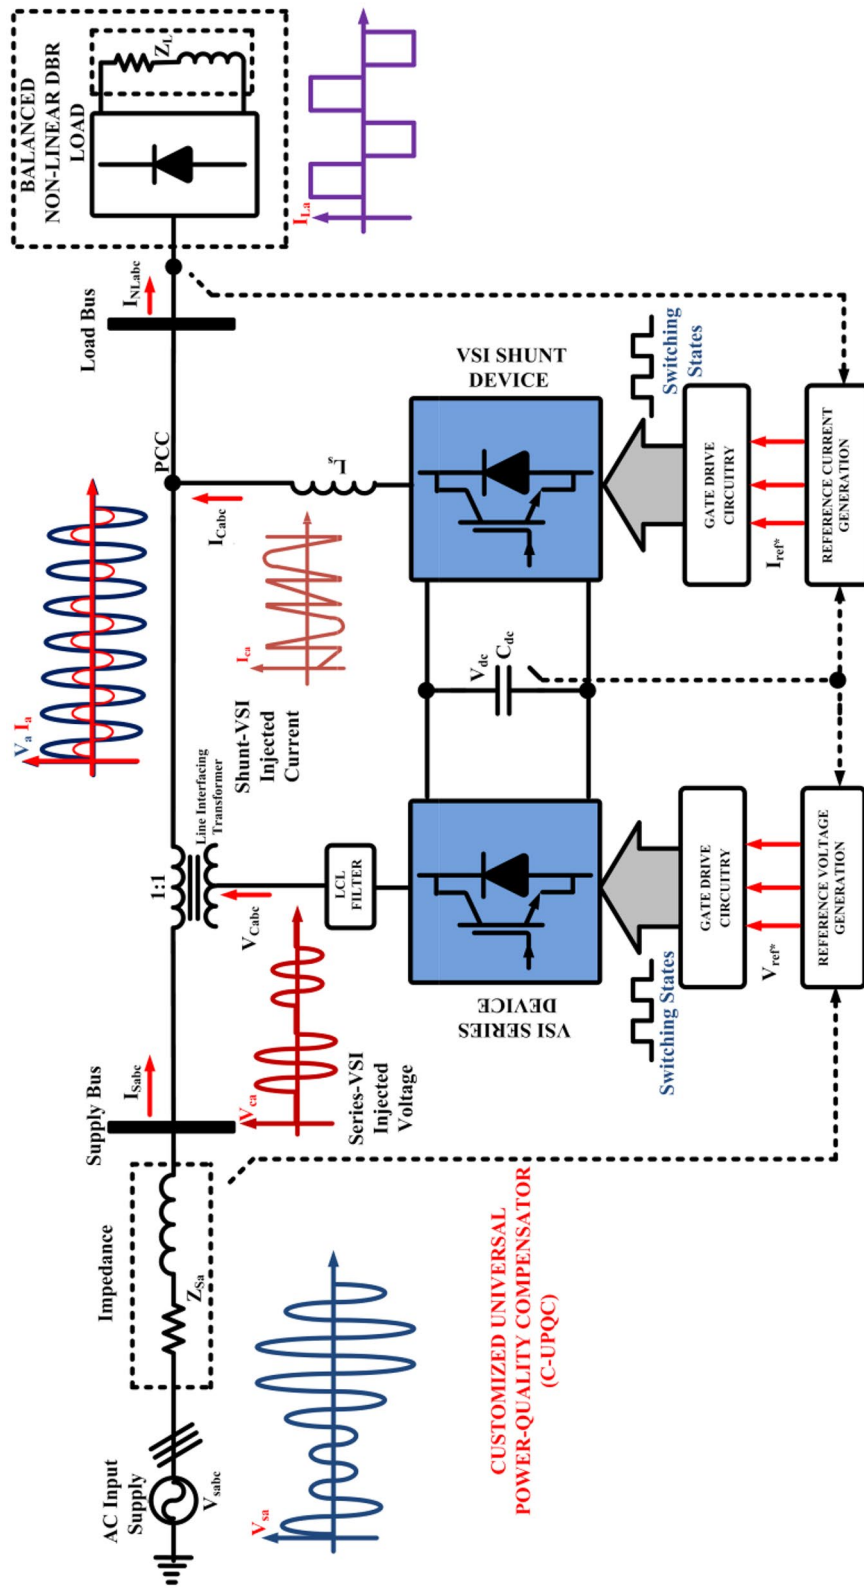 AC Input
Supply
V_sabc
Impedance
Z_Sa
Supply Bus
I_Sabc
1:1
Line Interfacing
Transformer
V_Cabc
LCL
FILTER
V_a I_a
PCC
I_Cabc
L_s
Load Bus
I_NLabc
BALANCED
NON-LINEAR DBR
LOAD
Z_L
I_La
V_sa
V_ca
Series-VSI
Injected
Voltage
Shunt-VSI
Injected
Current
I_ca
VSI SERIES
DEVICE
V_dc
C_dc
VSI SHUNT
DEVICE
Switching States
GATE DRIVE
CIRCUITRY
V_ref*
REFERENCE VOLTAGE
GENERATION
Switching
States
GATE DRIVE
CIRCUITRY
I_ref*
REFERENCE CURRENT
GENERATION
CUSTOMIZED UNIVERSAL
POWER-QUALITY COMPENSATOR
(C-UPQC)